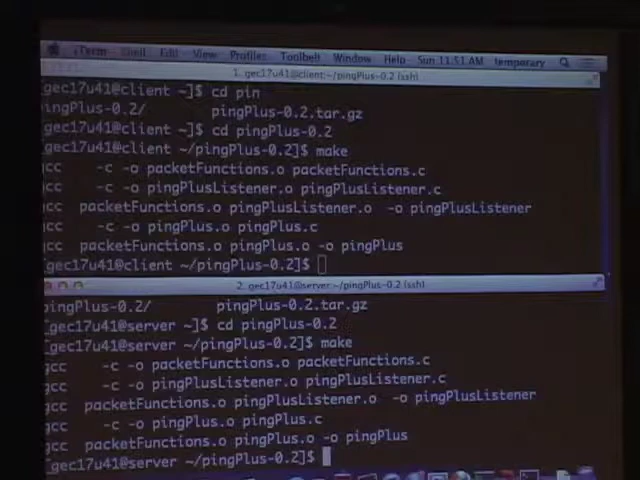 iTerm Shell Edit View Profiles Toolbelt Window Help Sun 11:51 AM temporary
1. gec17u41@client:~/pingPlus-0.2 (ssh)
[gec17u41@client ~]$ cd pin
pingPlus-0.2/ pingPlus-0.2.tar.gz
[gec17u41@client ~]$ cd pingPlus-0.2
[gec17u41@client ~/pingPlus-0.2]$ make
gcc -c -o packetFunctions.o packetFunctions.c
gcc -c -o pingPlusListener.o pingPlusListener.c
gcc packetFunctions.o pingPlusListener.o -o pingPlusListener
gcc -c -o pingPlus.o pingPlus.c
gcc packetFunctions.o pingPlus.o -o pingPlus
[gec17u41@client ~/pingPlus-0.2]$
2. gec17u41@server:~/pingPlus-0.2 (ssh)
pingPlus-0.2/ pingPlus-0.2.tar.gz
[gec17u41@server ~]$ cd pingPlus-0.2
[gec17u41@server ~/pingPlus-0.2]$ make
gcc -c -o packetFunctions.o packetFunctions.c
gcc -c -o pingPlusListener.o pingPlusListener.c
gcc packetFunctions.o pingPlusListener.o -o pingPlusListener
gcc -c -o pingPlus.o pingPlus.c
gcc packetFunctions.o pingPlus.o -o pingPlus
[gec17u41@server ~/pingPlus-0.2]$